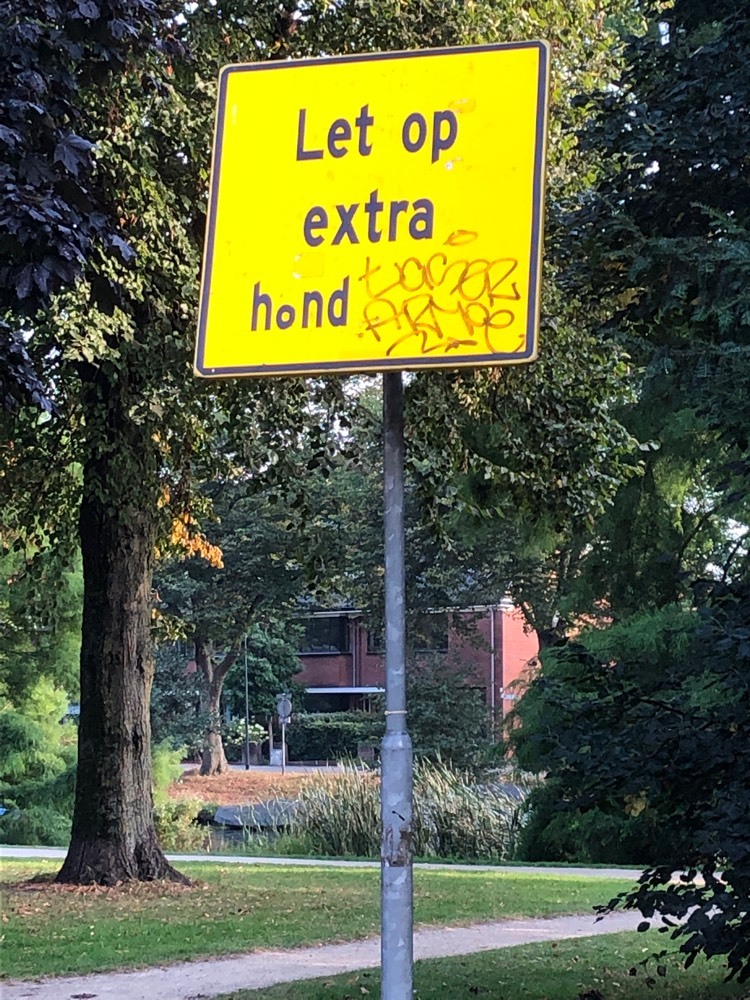 Let op
extra
hond